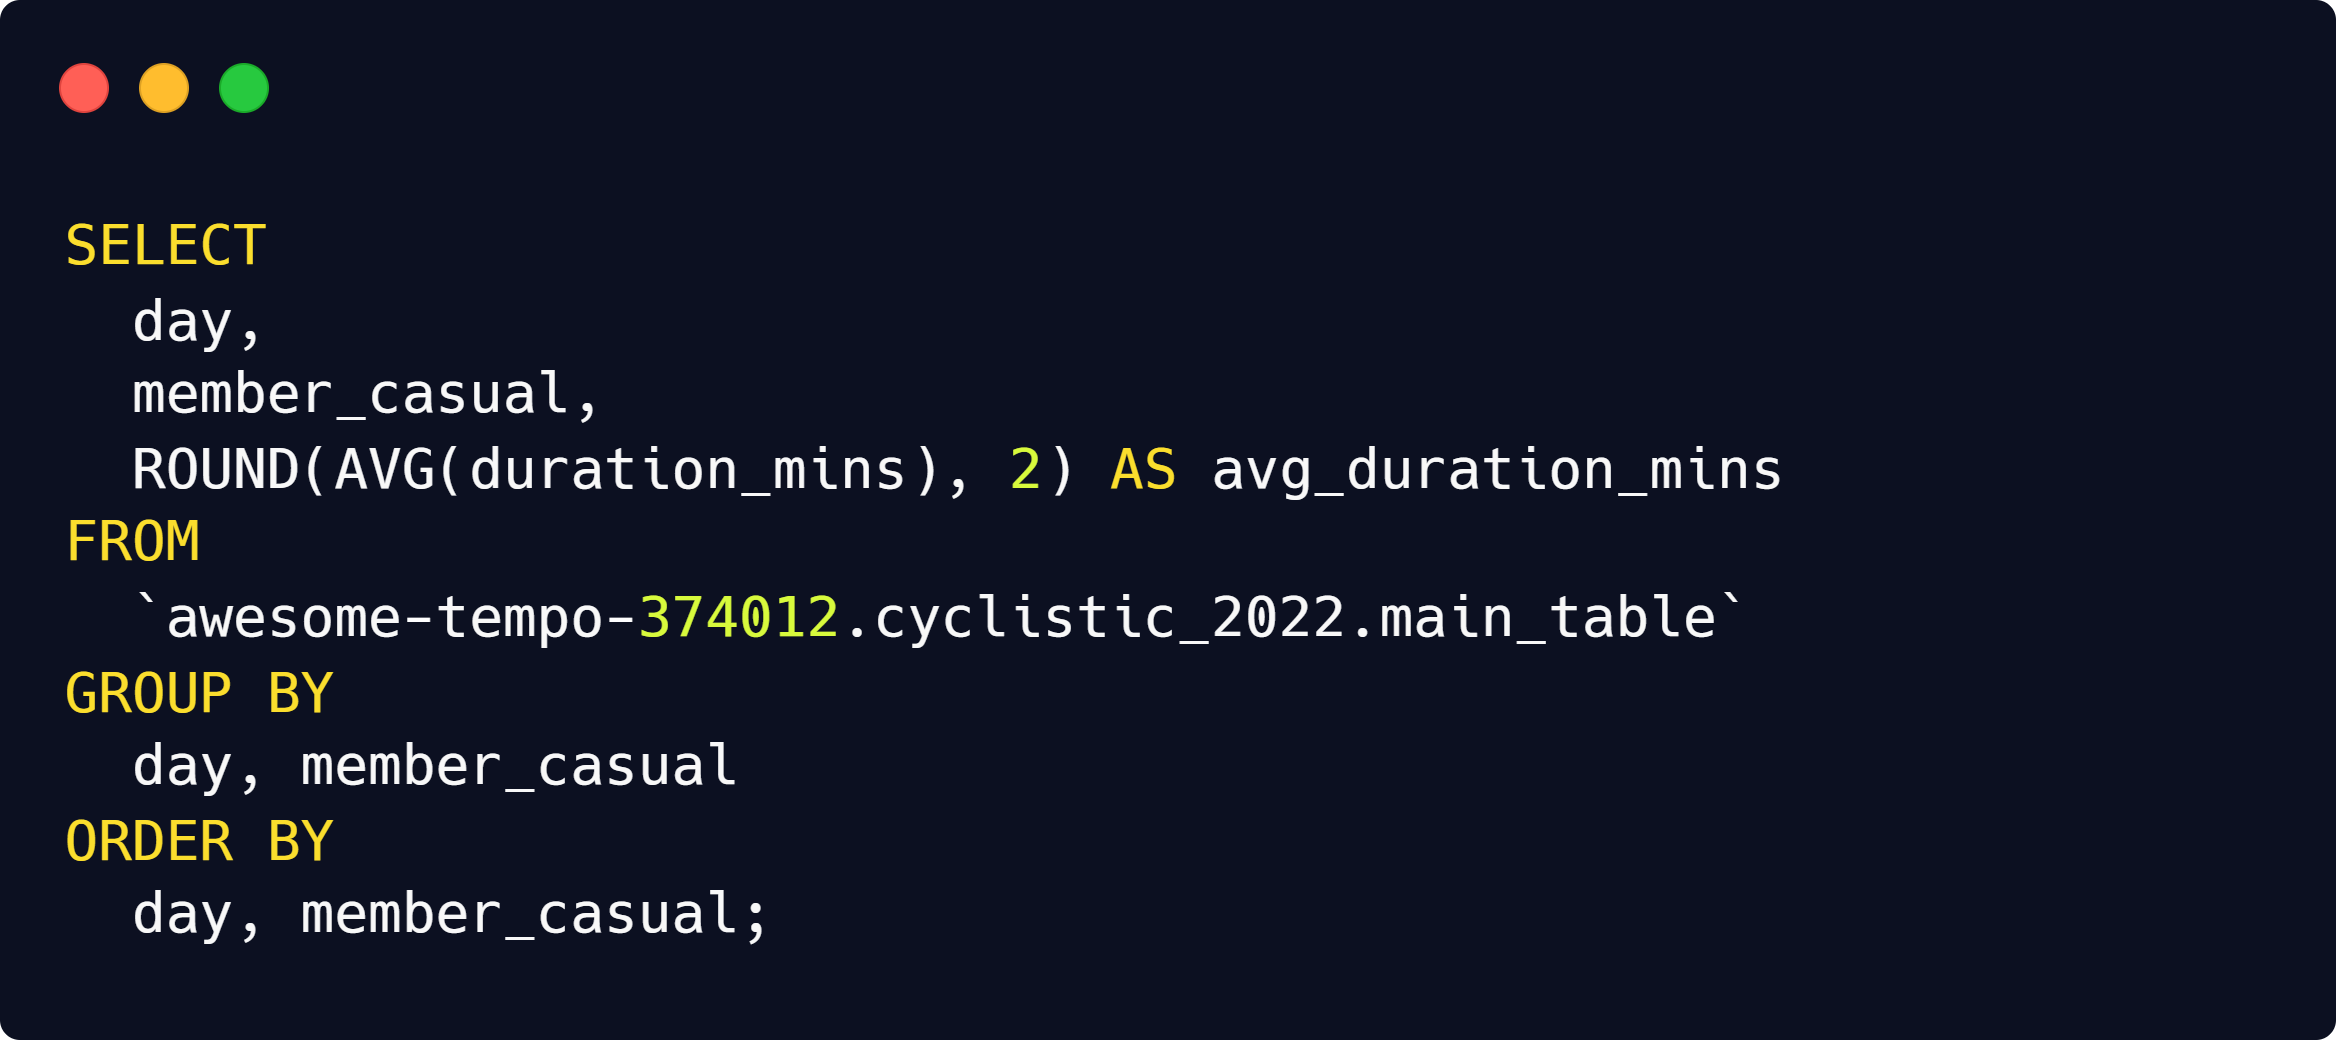 SELECT
  day,
  member_casual,
  ROUND(AVG(duration_mins), 2) AS avg_duration_mins
FROM
  `awesome-tempo-374012.cyclistic_2022.main_table`
GROUP BY
  day, member_casual
ORDER BY
  day, member_casual;